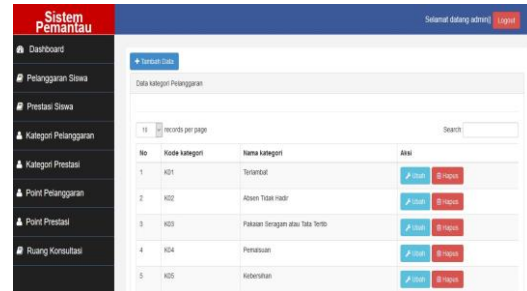 Sistem
Pemantau
Selamat datang admin|| Logout
Dashboard
Pelanggaran Siswa
Prestasi Siswa
Kategori Pelanggaran
Kategori Prestasi
Point Pelanggaran
Point Prestasi
Ruang Konsultasi
+ Tambah Data
Data kategori Pelanggaran
10 records per page
Search
No Kode kategori Nama kategori Aksi
1 K01 Terlambat Ubah Hapus
2 K02 Absen Tidak Hadir Ubah Hapus
3 K03 Pakaian Seragam atau Tata Tertib Ubah Hapus
4 K04 Pemalsuan Ubah Hapus
5 K05 Kebersihan Ubah Hapus